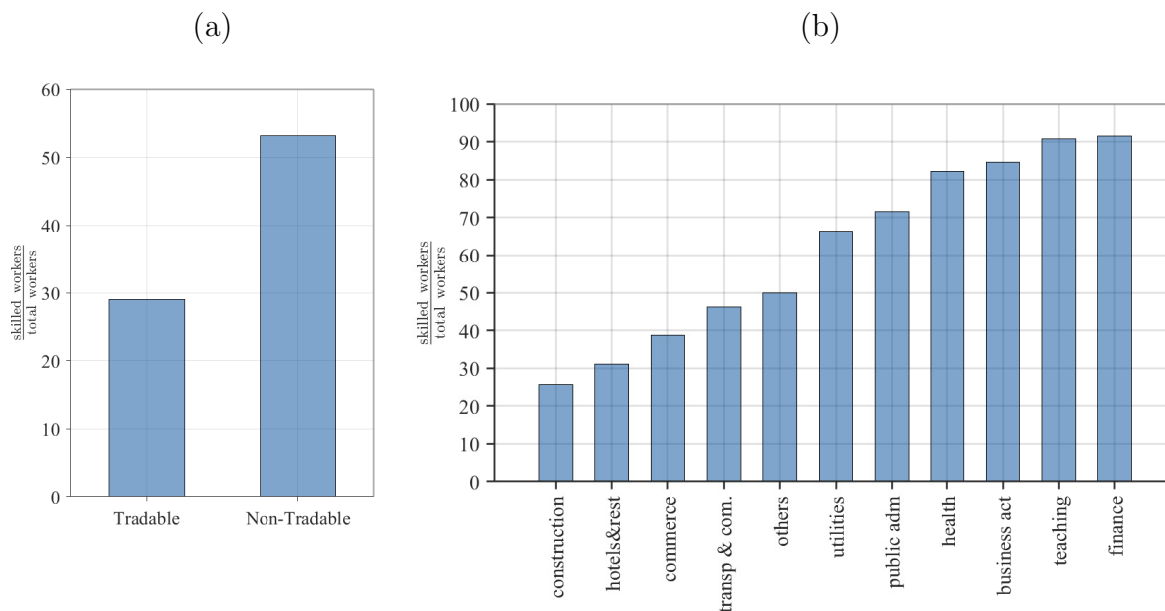 (a)
60
50
40
30
20
10
0
skilled workers
total workers
Tradable Non-Tradable
(b)
100
90
80
70
60
50
40
30
20
10
0
skilled workers
total workers
construction
hotels&rest
commerce
transp & com.
others
utilities
public adm
health
business act
teaching
finance